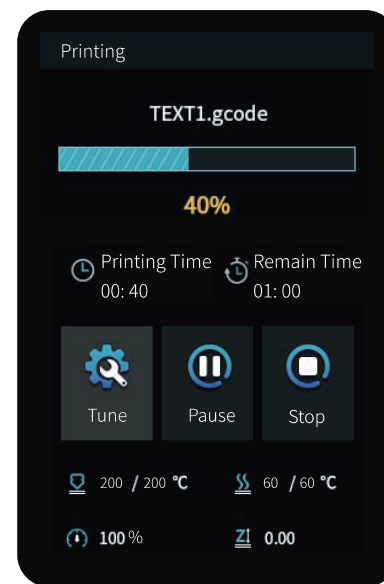 Printing
TEXT1.gcode
40%
Printing Time
00: 40
Remain Time
01: 00
Tune
Pause
Stop
200 / 200 °C
60 / 60 °C
100 %
Z
0.00